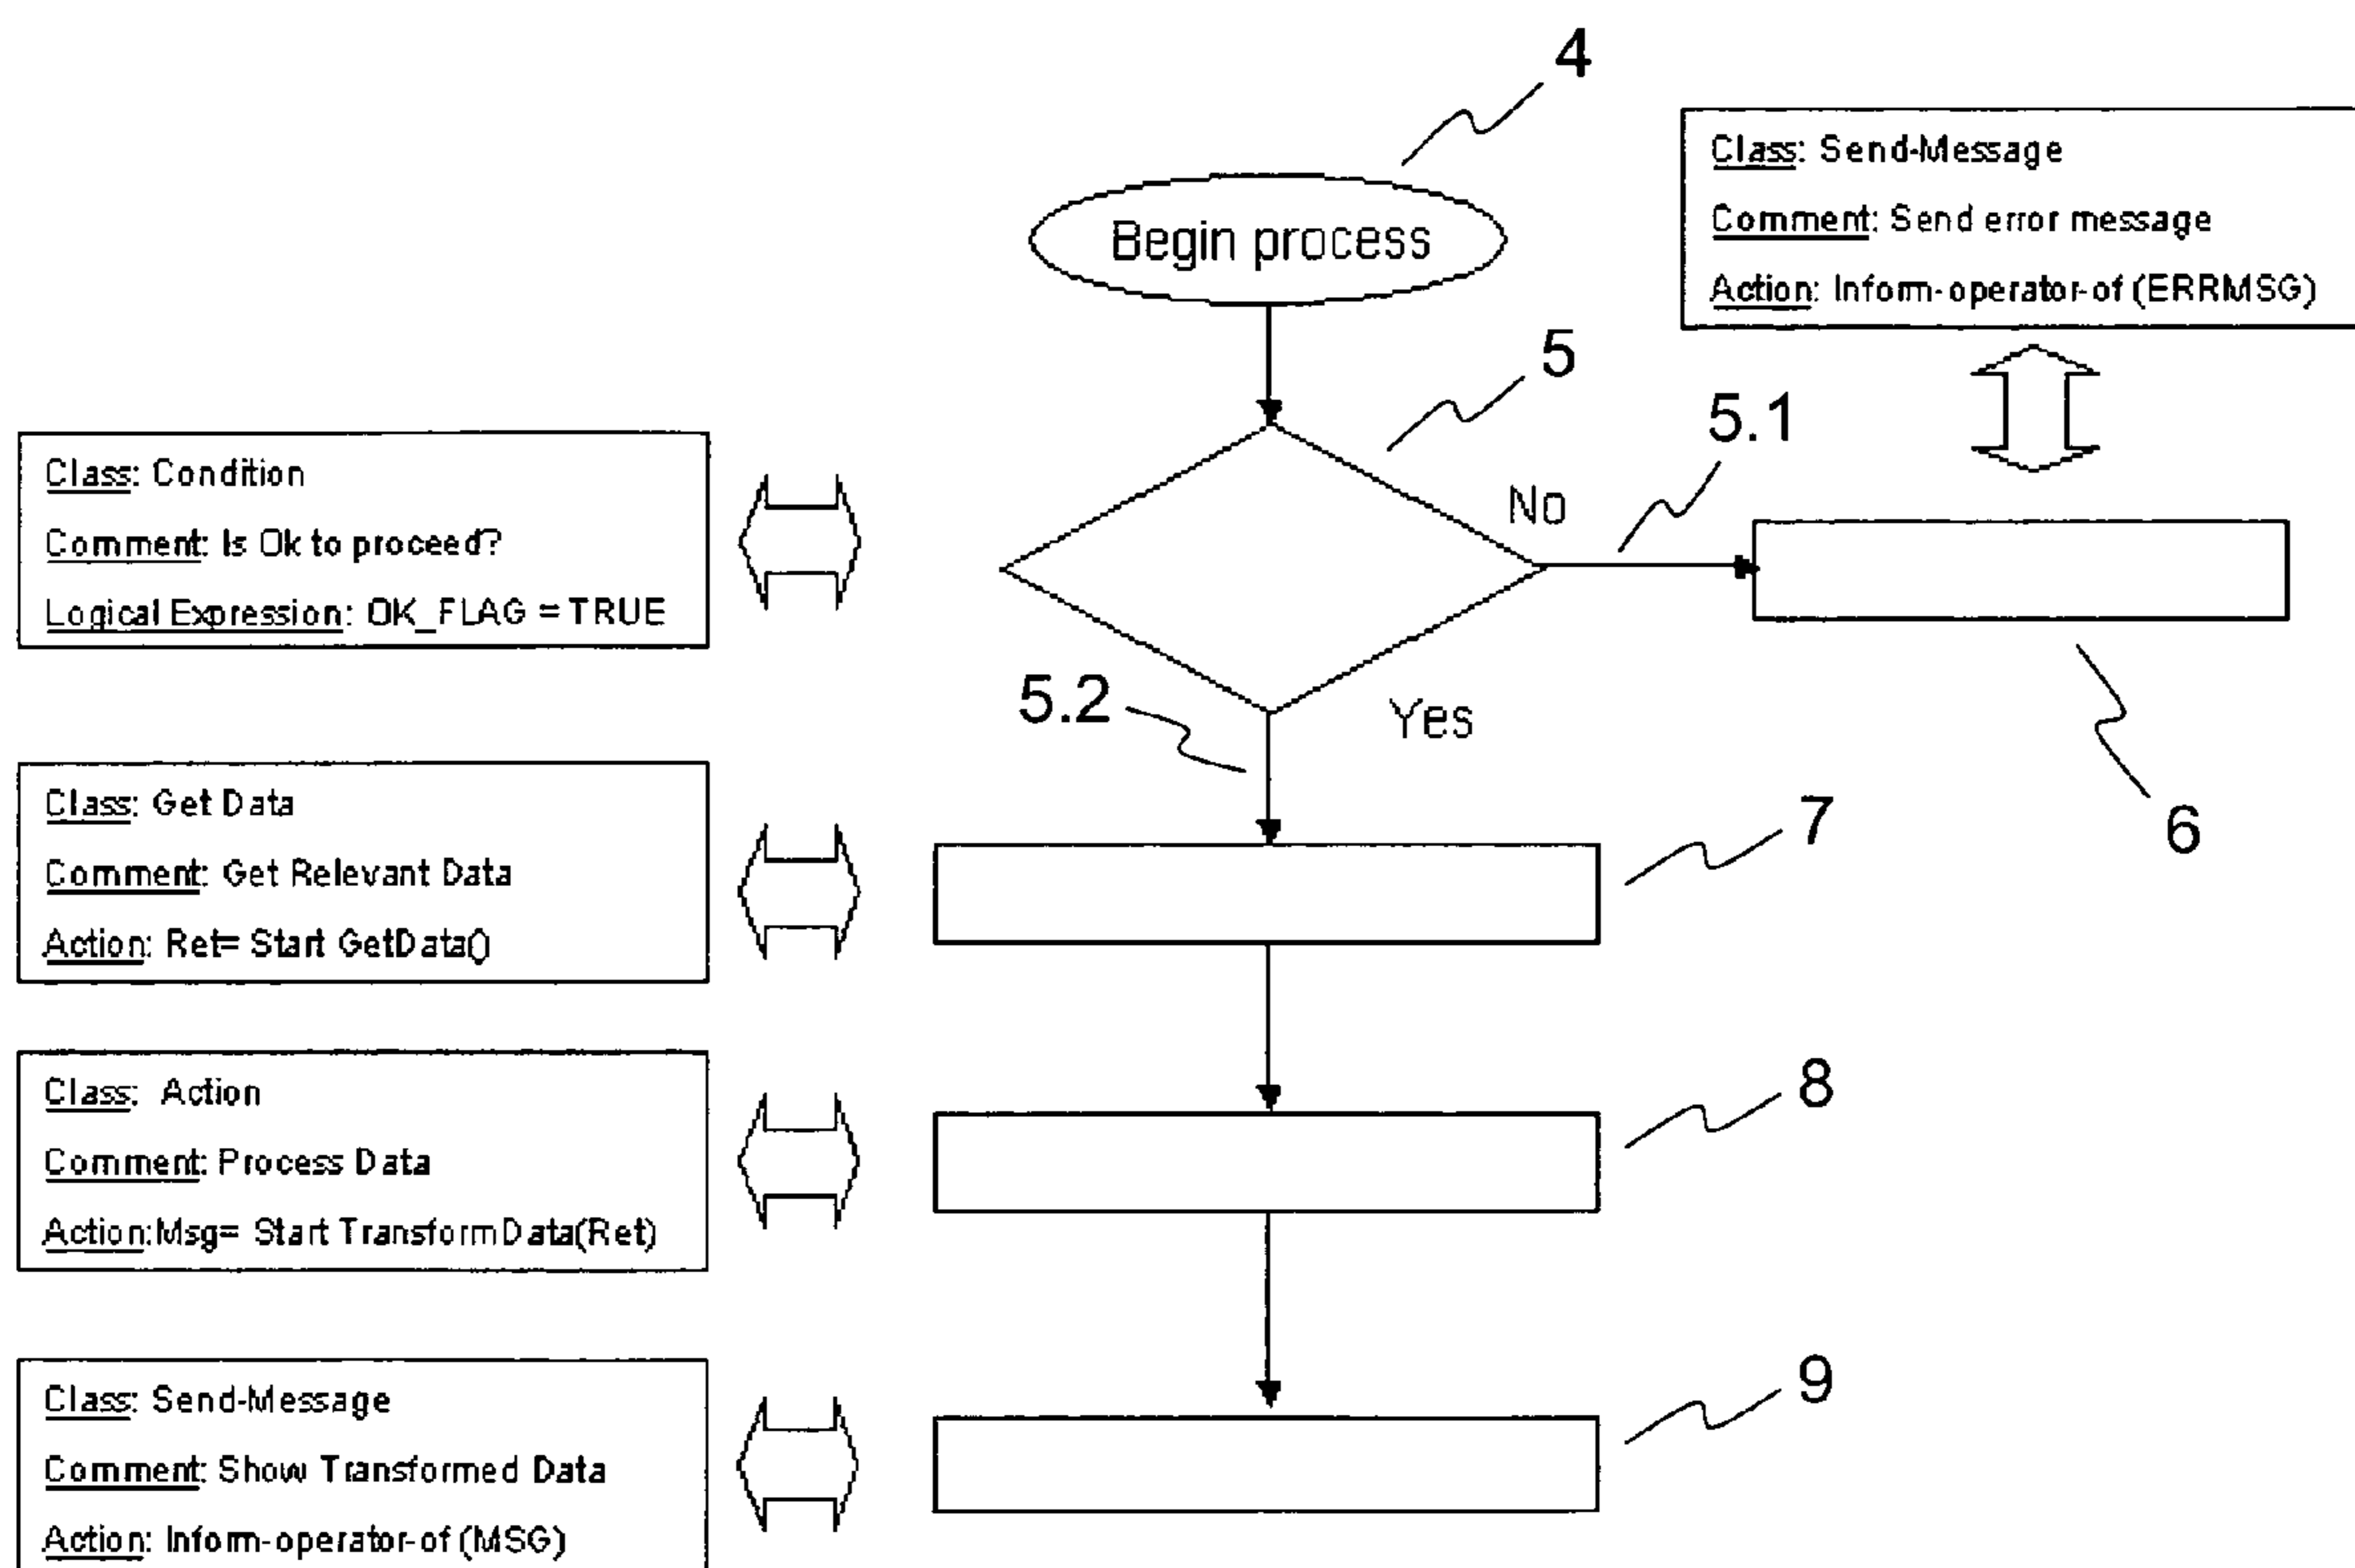 4
Begin process
Class: Send-Message
Comment: Send error message
Action: Inform-operator-of (ERRMSG)
5
5.1
No
Class: Condition
Comment: Is Ok to proceed?
Logical Expression: OK_FLAG = TRUE
5.2
Yes
6
Class: Get Data
Comment: Get Relevant Data
Action: Ret= Start GetData()
7
Class: Action
Comment: Process Data
Action:Msg= Start TransformData(Ret)
8
Class: Send-Message
Comment: Show Transformed Data
Action: Inform-operator-of (MSG)
9